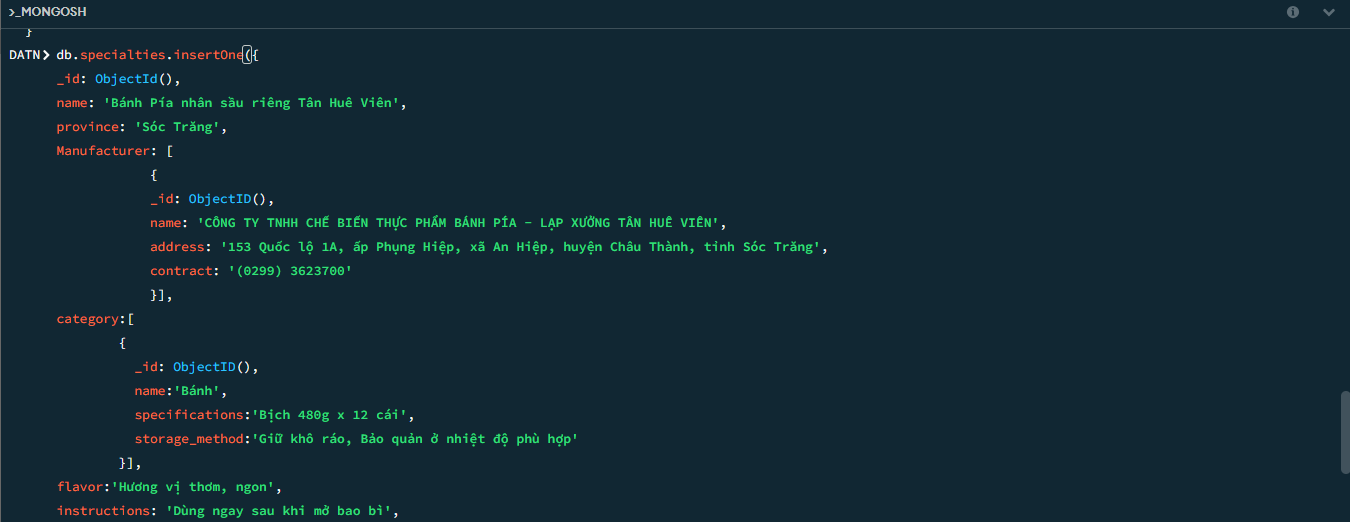 >_MONGOSH
}
DATN> db.specialties.insertOne({
_id: ObjectId(),
name: 'Bánh Pía nhân sầu riêng Tân Huê Viên',
province: 'Sóc Trăng',
Manufacturer: [
{
_id: ObjectID(),
name: 'CÔNG TY TNHH CHẾ BIẾN THỰC PHẨM BÁNH PÍA - LẠP XƯỞNG TÂN HUÊ VIÊN',
address: '153 Quốc lộ 1A, ấp Phụng Hiệp, xã An Hiệp, huyện Châu Thành, tỉnh Sóc Trăng',
contract: '(0299) 3623700'
}],
category:[
{
_id: ObjectID(),
name:'Bánh',
specifications:'Bịch 480g x 12 cái',
storage_method:'Giữ khô ráo, Bảo quản ở nhiệt độ phù hợp'
}],
flavor:'Hương vị thơm, ngon',
instructions: 'Dùng ngay sau khi mở bao bì',